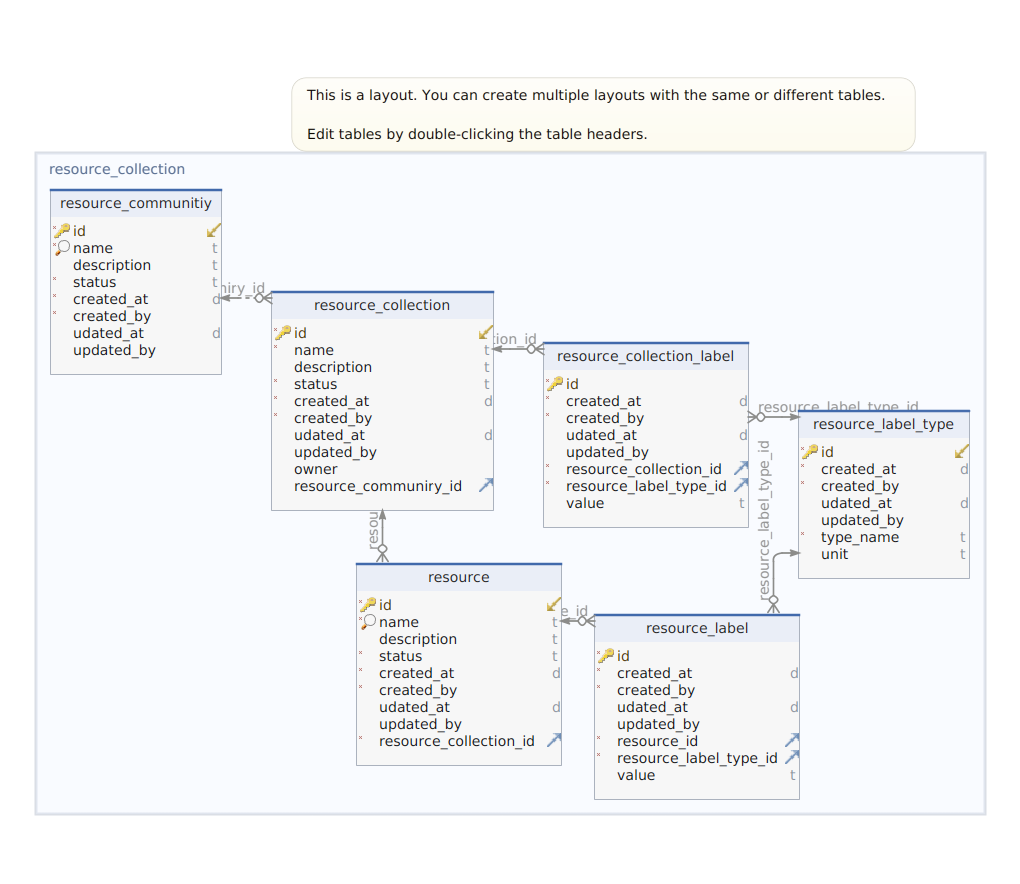 This is a layout. You can create multiple layouts with the same or different tables.
Edit tables by double-clicking the table headers.
resource_collection
resource_communitiy
id
name t
description t
status t
created_at d
created_by
udated_at d
updated_by
niry_id
resource_collection
id
name t
description t
status t
created_at d
created_by
udated_at d
updated_by
owner
resource_communiry_id
tion_id
resource_collection_label
id
created_at d
created_by
udated_at d
updated_by
resource_collection_id
resource_label_type_id
value t
resource_label_type_id
resource_label_type
id
created_at d
created_by
udated_at d
updated_by
type_name t
unit t
resource_label_type_id
resou
resource
id
name t
description t
status t
created_at d
created_by
udated_at d
updated_by
resource_collection_id
e_id
resource_label
id
created_at d
created_by
udated_at d
updated_by
resource_id
resource_label_type_id
value t